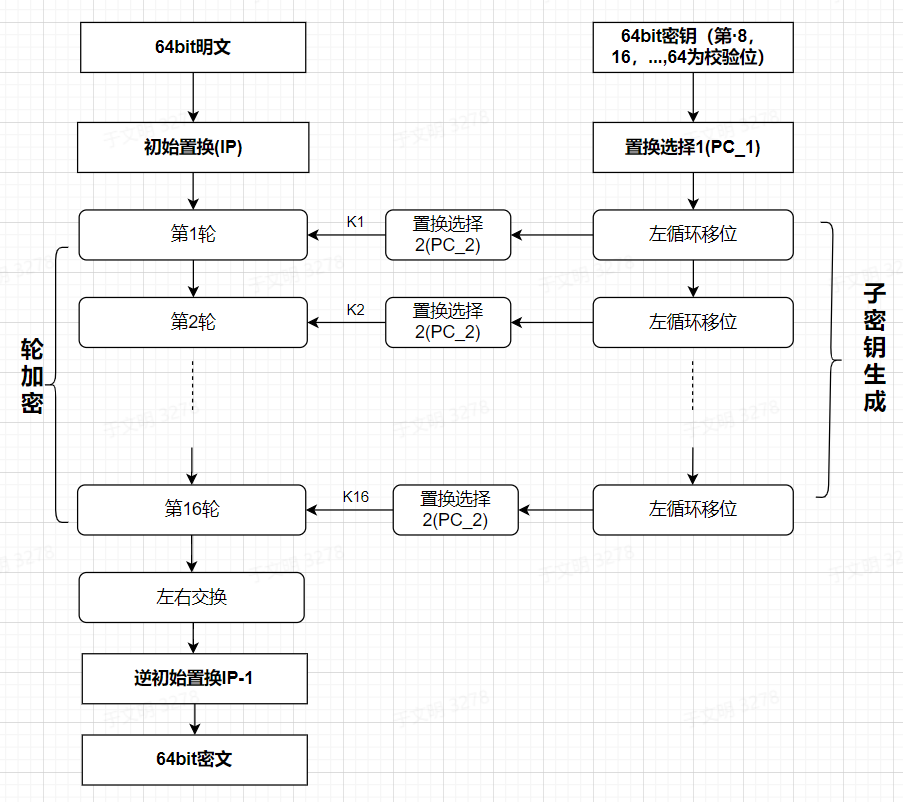 64bit明文
64bit密钥（第·8，
16，...,64为校验位）
初始置换(IP)
置换选择1(PC_1)
第1轮
K1
置换选择
2(PC_2)
左循环移位
第2轮
K2
置换选择
2(PC_2)
左循环移位
轮加密
子密钥生成
第16轮
K16
置换选择
2(PC_2)
左循环移位
左右交换
逆初始置换IP-1
64bit密文
于文明 3278